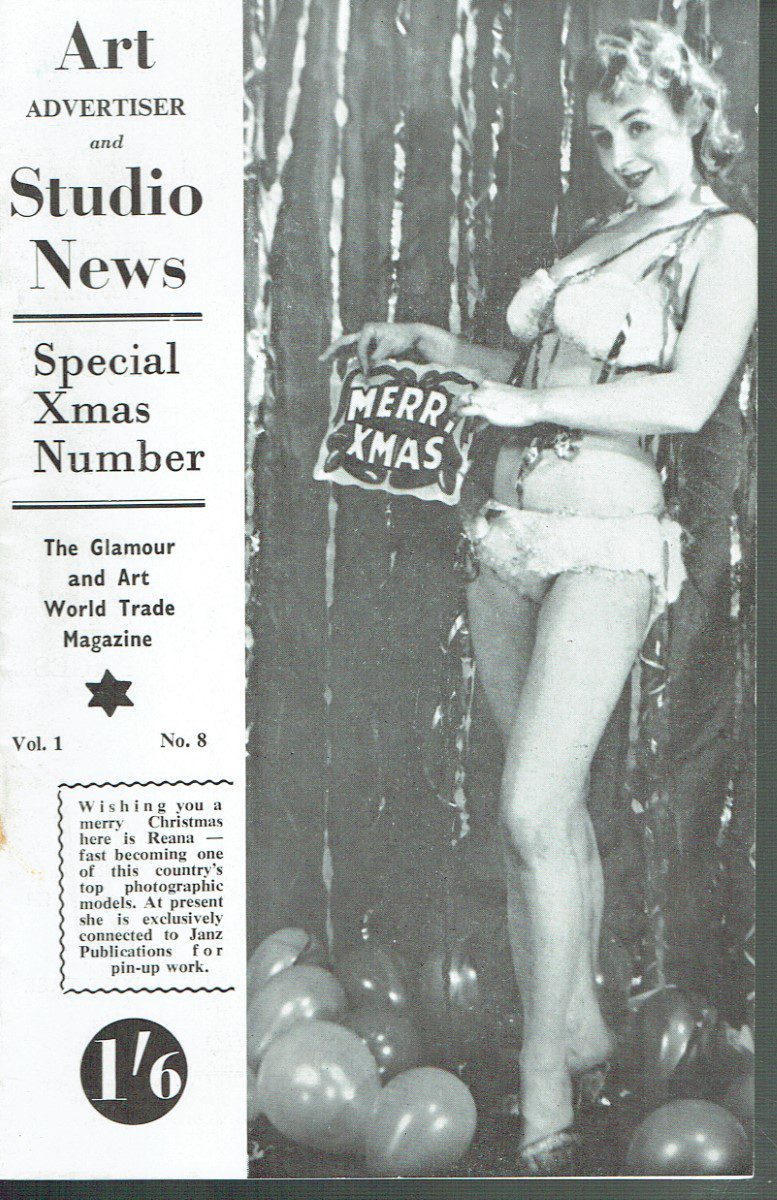 Art
ADVERTISER
and
Studio
News
Special
Xmas
Number
The Glamour
and Art
World Trade
Magazine
Vol. 1 No. 8
Wishing you a
merry Christmas
here is Reana —
fast becoming one
of this country's
top photographic
models. At present
she is exclusively
connected to Janz
Publications for
pin-up work.
1'/6
MERRY
XMAS